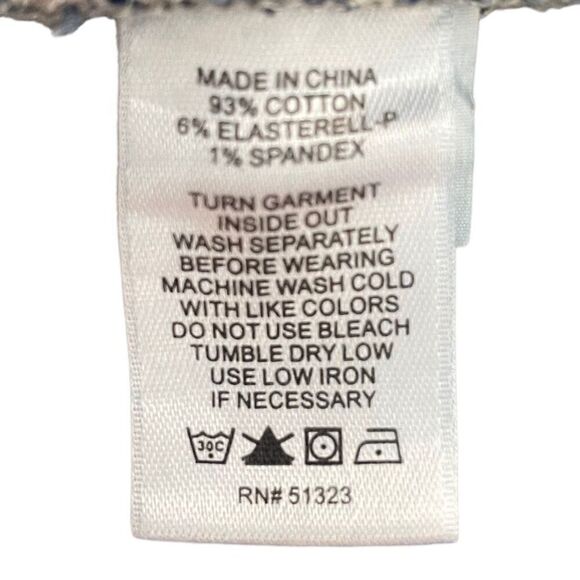 MADE IN CHINA
93% COTTON
6% ELASTERELL-P
1% SPANDEX
TURN GARMENT
INSIDE OUT
WASH SEPARATELY
BEFORE WEARING
MACHINE WASH COLD
WITH LIKE COLORS
DO NOT USE BLEACH
TUMBLE DRY LOW
USE LOW IRON
IF NECESSARY
30C
RN# 51323